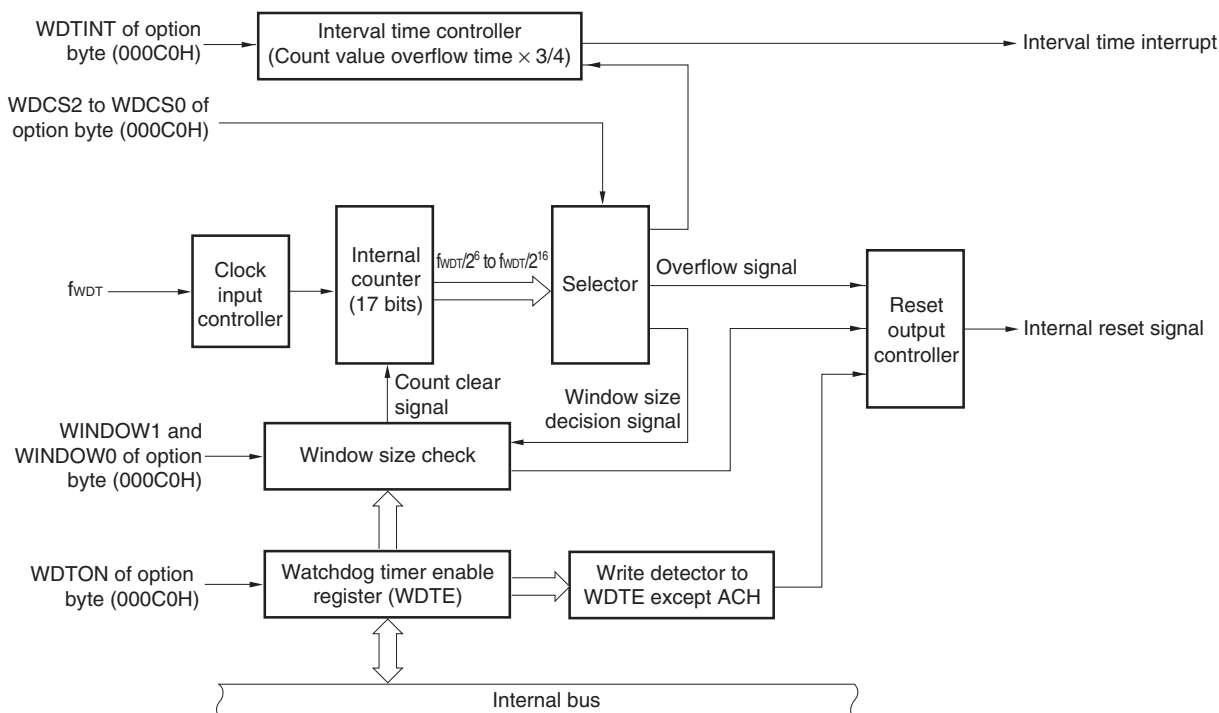 WDTINT of option
byte (000C0H)
Interval time controller
(Count value overflow time × 3/4)
Interval time interrupt
WDCS2 to WDCS0 of
option byte (000C0H)
fWDT
Clock
input
controller
Internal
counter
(17 bits)
fWDT/2⁶ to fWDT/2¹⁶
Selector
Overflow signal
Reset
output
controller
Internal reset signal
Count clear
signal
Window size
decision signal
WINDOW1 and
WINDOW0 of option
byte (000C0H)
Window size check
WDTON of option
byte (000C0H)
Watchdog timer enable
register (WDTE)
Write detector to
WDTE except ACH
Internal bus